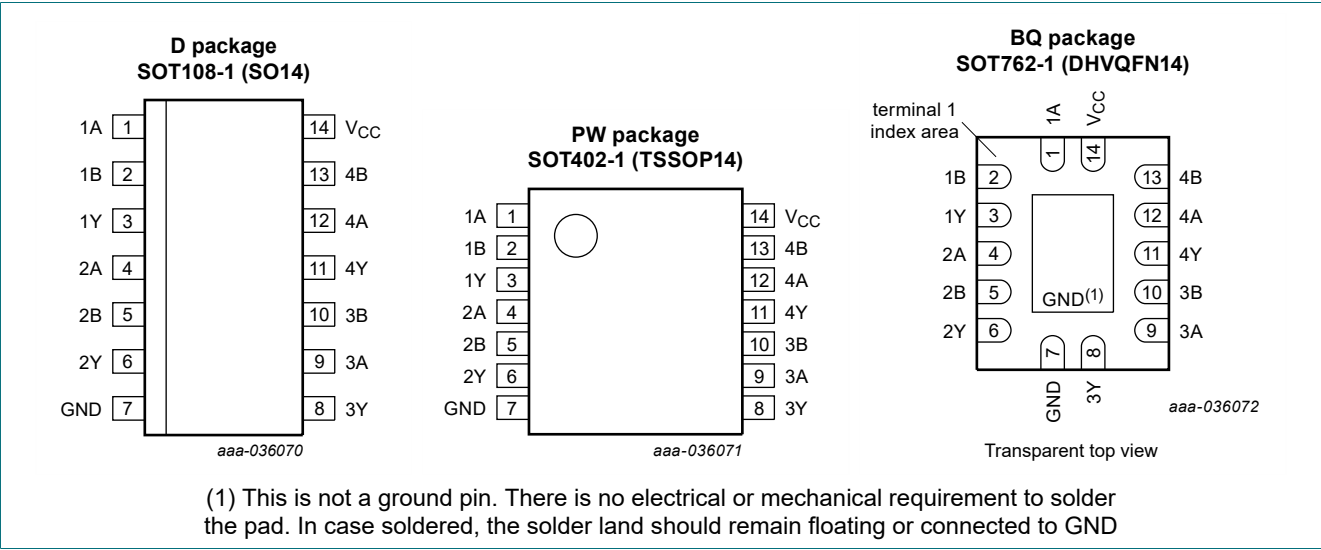 D package
SOT108-1 (SO14)
1A 1 14 VCC
1B 2 13 4B
1Y 3 12 4A
2A 4 11 4Y
2B 5 10 3B
2Y 6 9 3A
GND 7 8 3Y
aaa-036070
PW package
SOT402-1 (TSSOP14)
1A 1 14 VCC
1B 2 13 4B
1Y 3 12 4A
2A 4 11 4Y
2B 5 10 3B
2Y 6 9 3A
GND 7 8 3Y
aaa-036071
BQ package
SOT762-1 (DHVQFN14)
terminal 1
index area
1A VCC
1 14
1B 2 13 4B
1Y 3 12 4A
2A 4 11 4Y
2B 5 10 3B
GND(1)
2Y 6 9 3A
7 8
GND 3Y
aaa-036072
Transparent top view
(1) This is not a ground pin. There is no electrical or mechanical requirement to solder
the pad. In case soldered, the solder land should remain floating or connected to GND